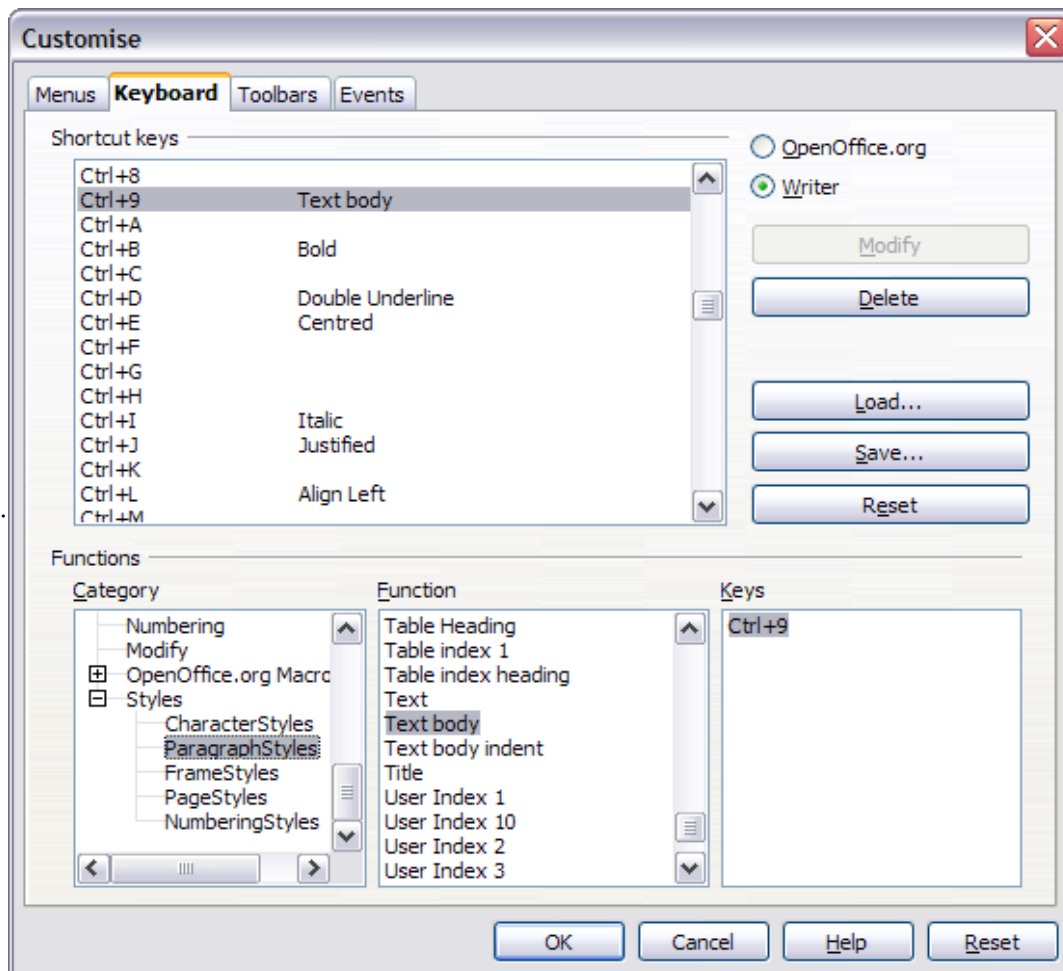 Customise
Menus Keyboard Toolbars Events
Shortcut keys
Ctrl+8
Ctrl+9 Text body
Ctrl+A
Ctrl+B Bold
Ctrl+C
Ctrl+D Double Underline
Ctrl+E Centred
Ctrl+F
Ctrl+G
Ctrl+H
Ctrl+I Italic
Ctrl+J Justified
Ctrl+K
Ctrl+L Align Left
Ctrl+M
OpenOffice.org
Writer
Modify
Delete
Load...
Save...
Reset
.
Functions
Category
Numbering
Modify
OpenOffice.org Macro
Styles
CharacterStyles
ParagraphStyles
FrameStyles
PageStyles
NumberingStyles
Function
Table Heading
Table index 1
Table index heading
Text
Text body
Text body indent
Title
User Index 1
User Index 10
User Index 2
User Index 3
Keys
Ctrl+9
OK Cancel Help Reset